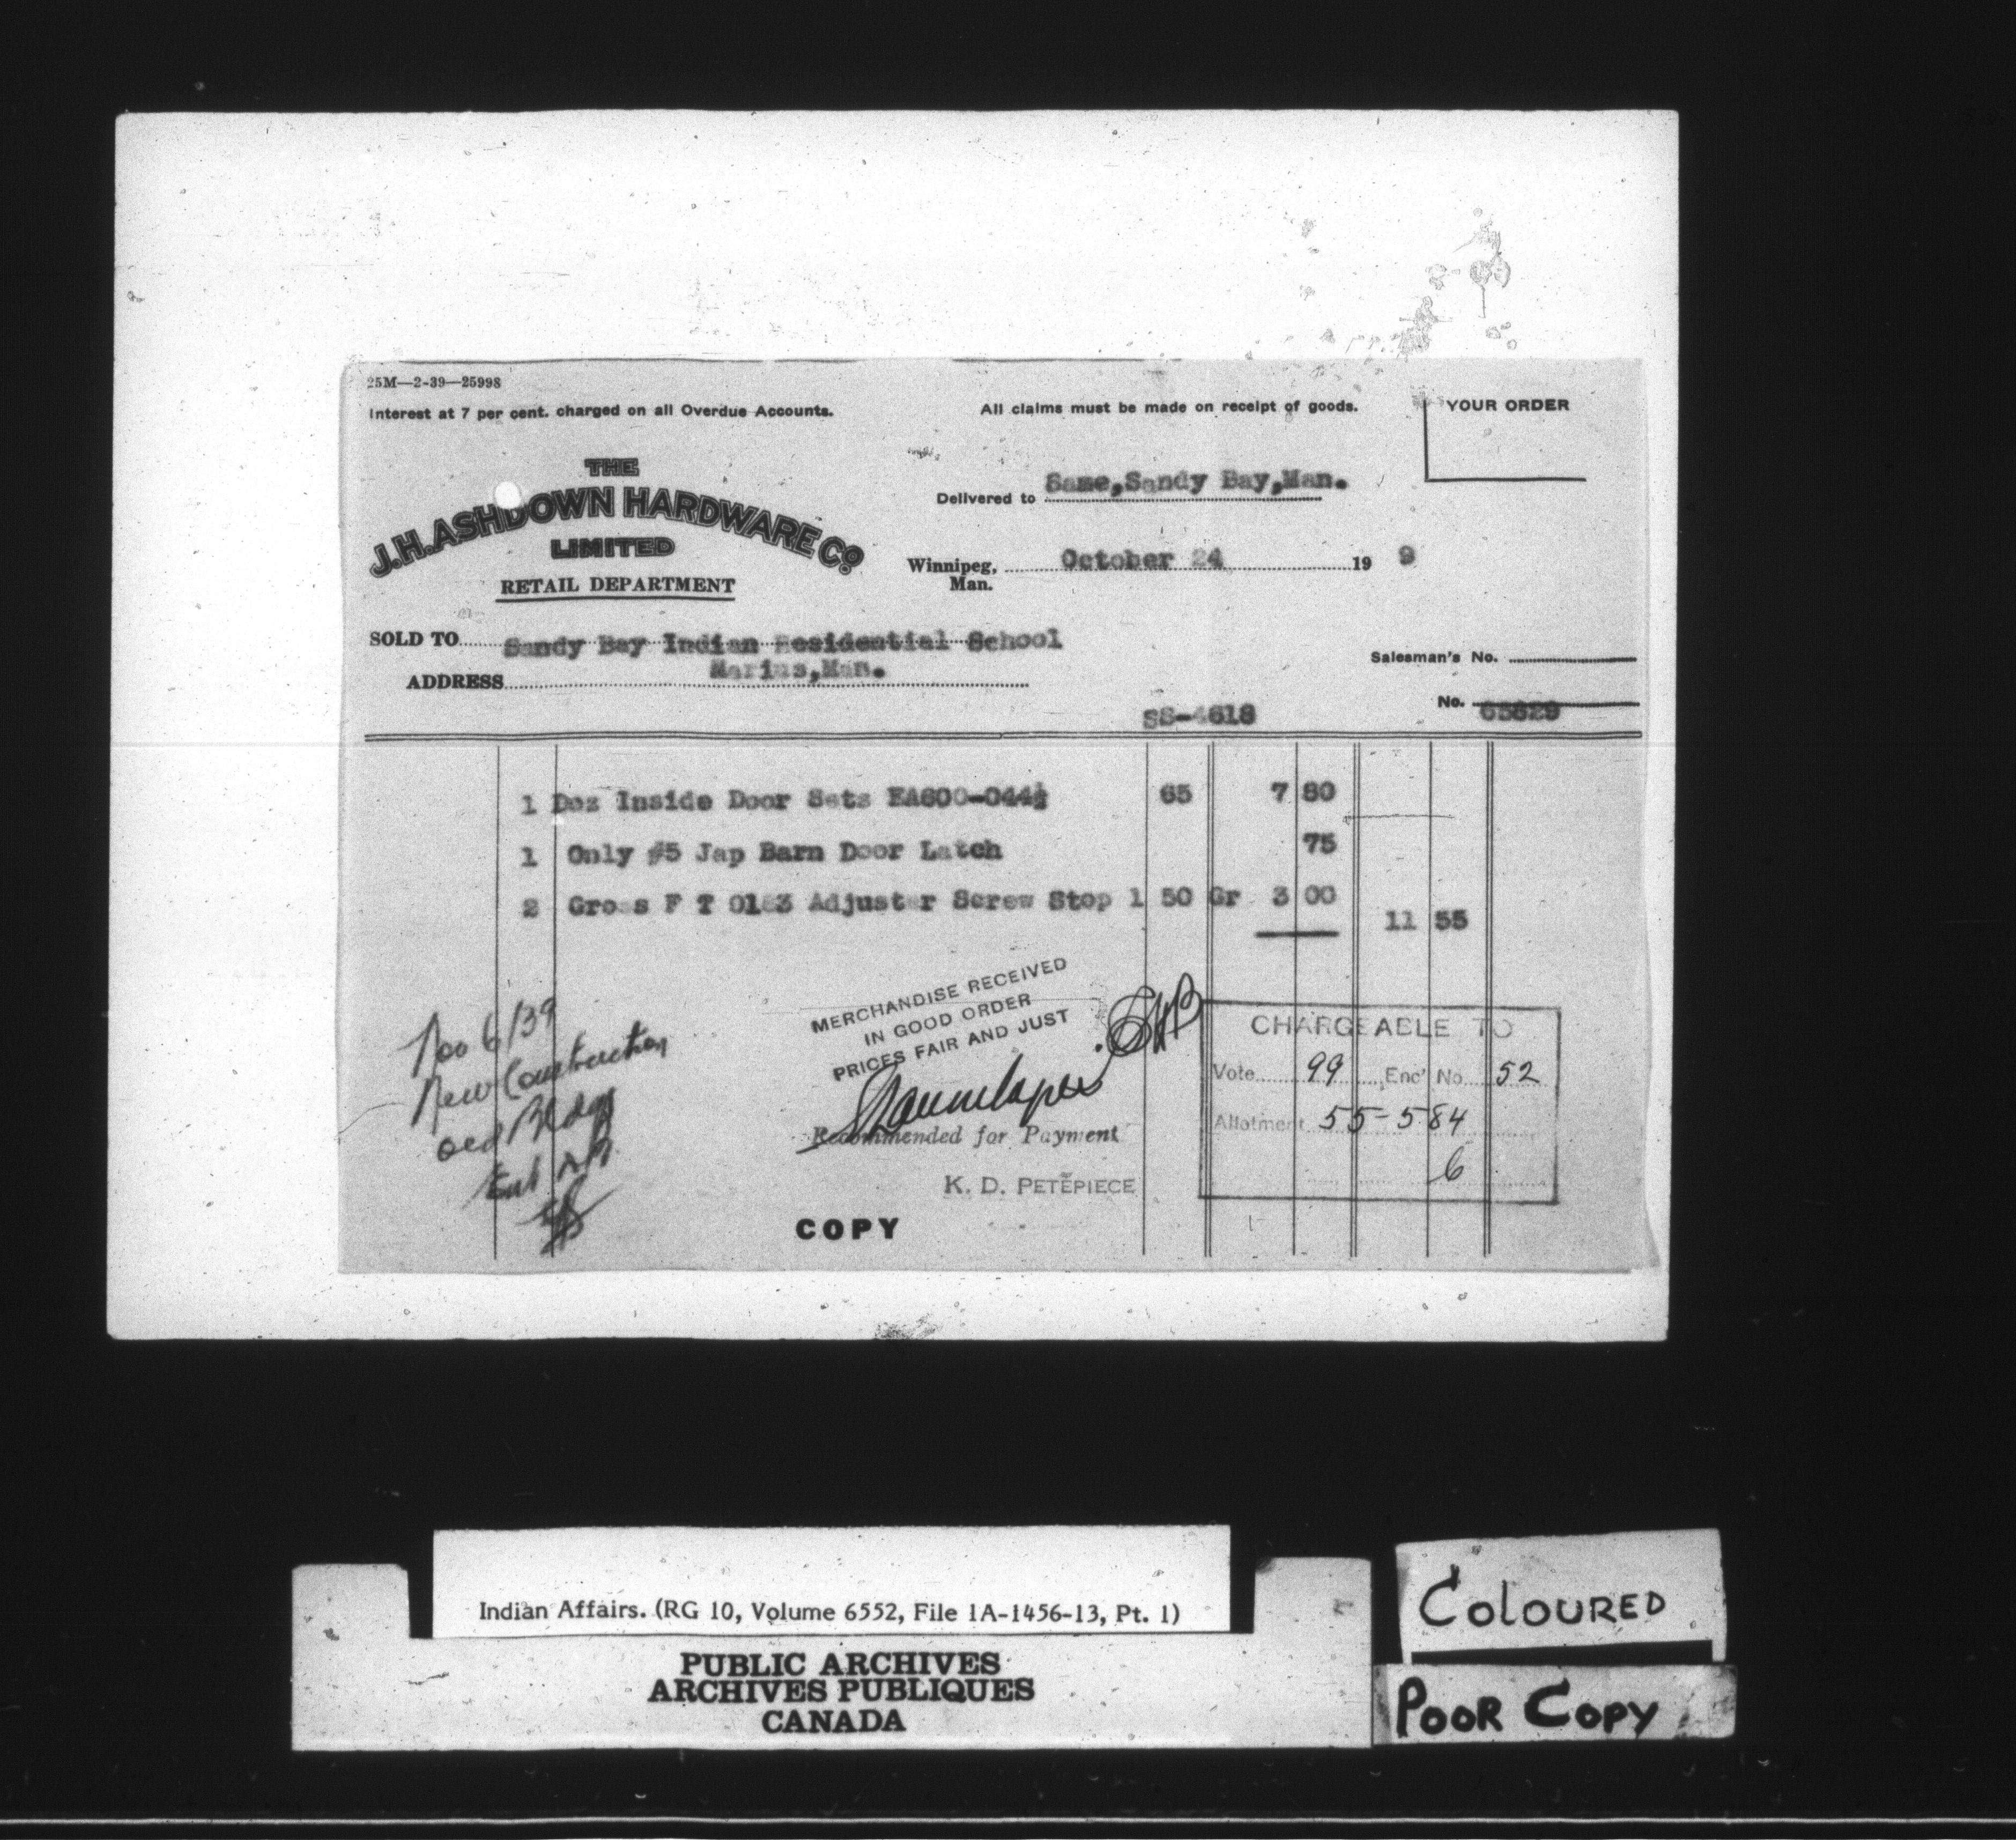 25M—2-39—25998
Interest at 7 per cent. charged on all Overdue Accounts.
All claims must be made on receipt of goods.
YOUR ORDER
THE
J.H. ASHDOWN HARDWARE Co.
LIMITED
RETAIL DEPARTMENT
Delivered to Same,Sandy Bay,Man.
Winnipeg, Man. October 24 19 9
SOLD TO Sandy Bay Indian Residential School
ADDRESS Marius,Man.
Salesman's No.
No. 65629
SS-4618
1 Doz Inside Door Sets EA600-044½ 65 7 80
1 Only #5 Jap Barn Door Latch 75
2 Gross F T 0183 Adjuster Screw Stop 1 50 Gr 3 00
11 55
Nov 6/39
New Construction
old Bldg
MERCHANDISE RECEIVED
IN GOOD ORDER
PRICES FAIR AND JUST
Recommended for Payment
K. D. PETEPIECE
COPY
CHARGEABLE TO
Vote 99 Enc' No 52
Allotment 55-584
6
Indian Affairs. (RG 10, Volume 6552, File 1A-1456-13, Pt. 1)
PUBLIC ARCHIVES
ARCHIVES PUBLIQUES
CANADA
COLOURED
POOR COPY